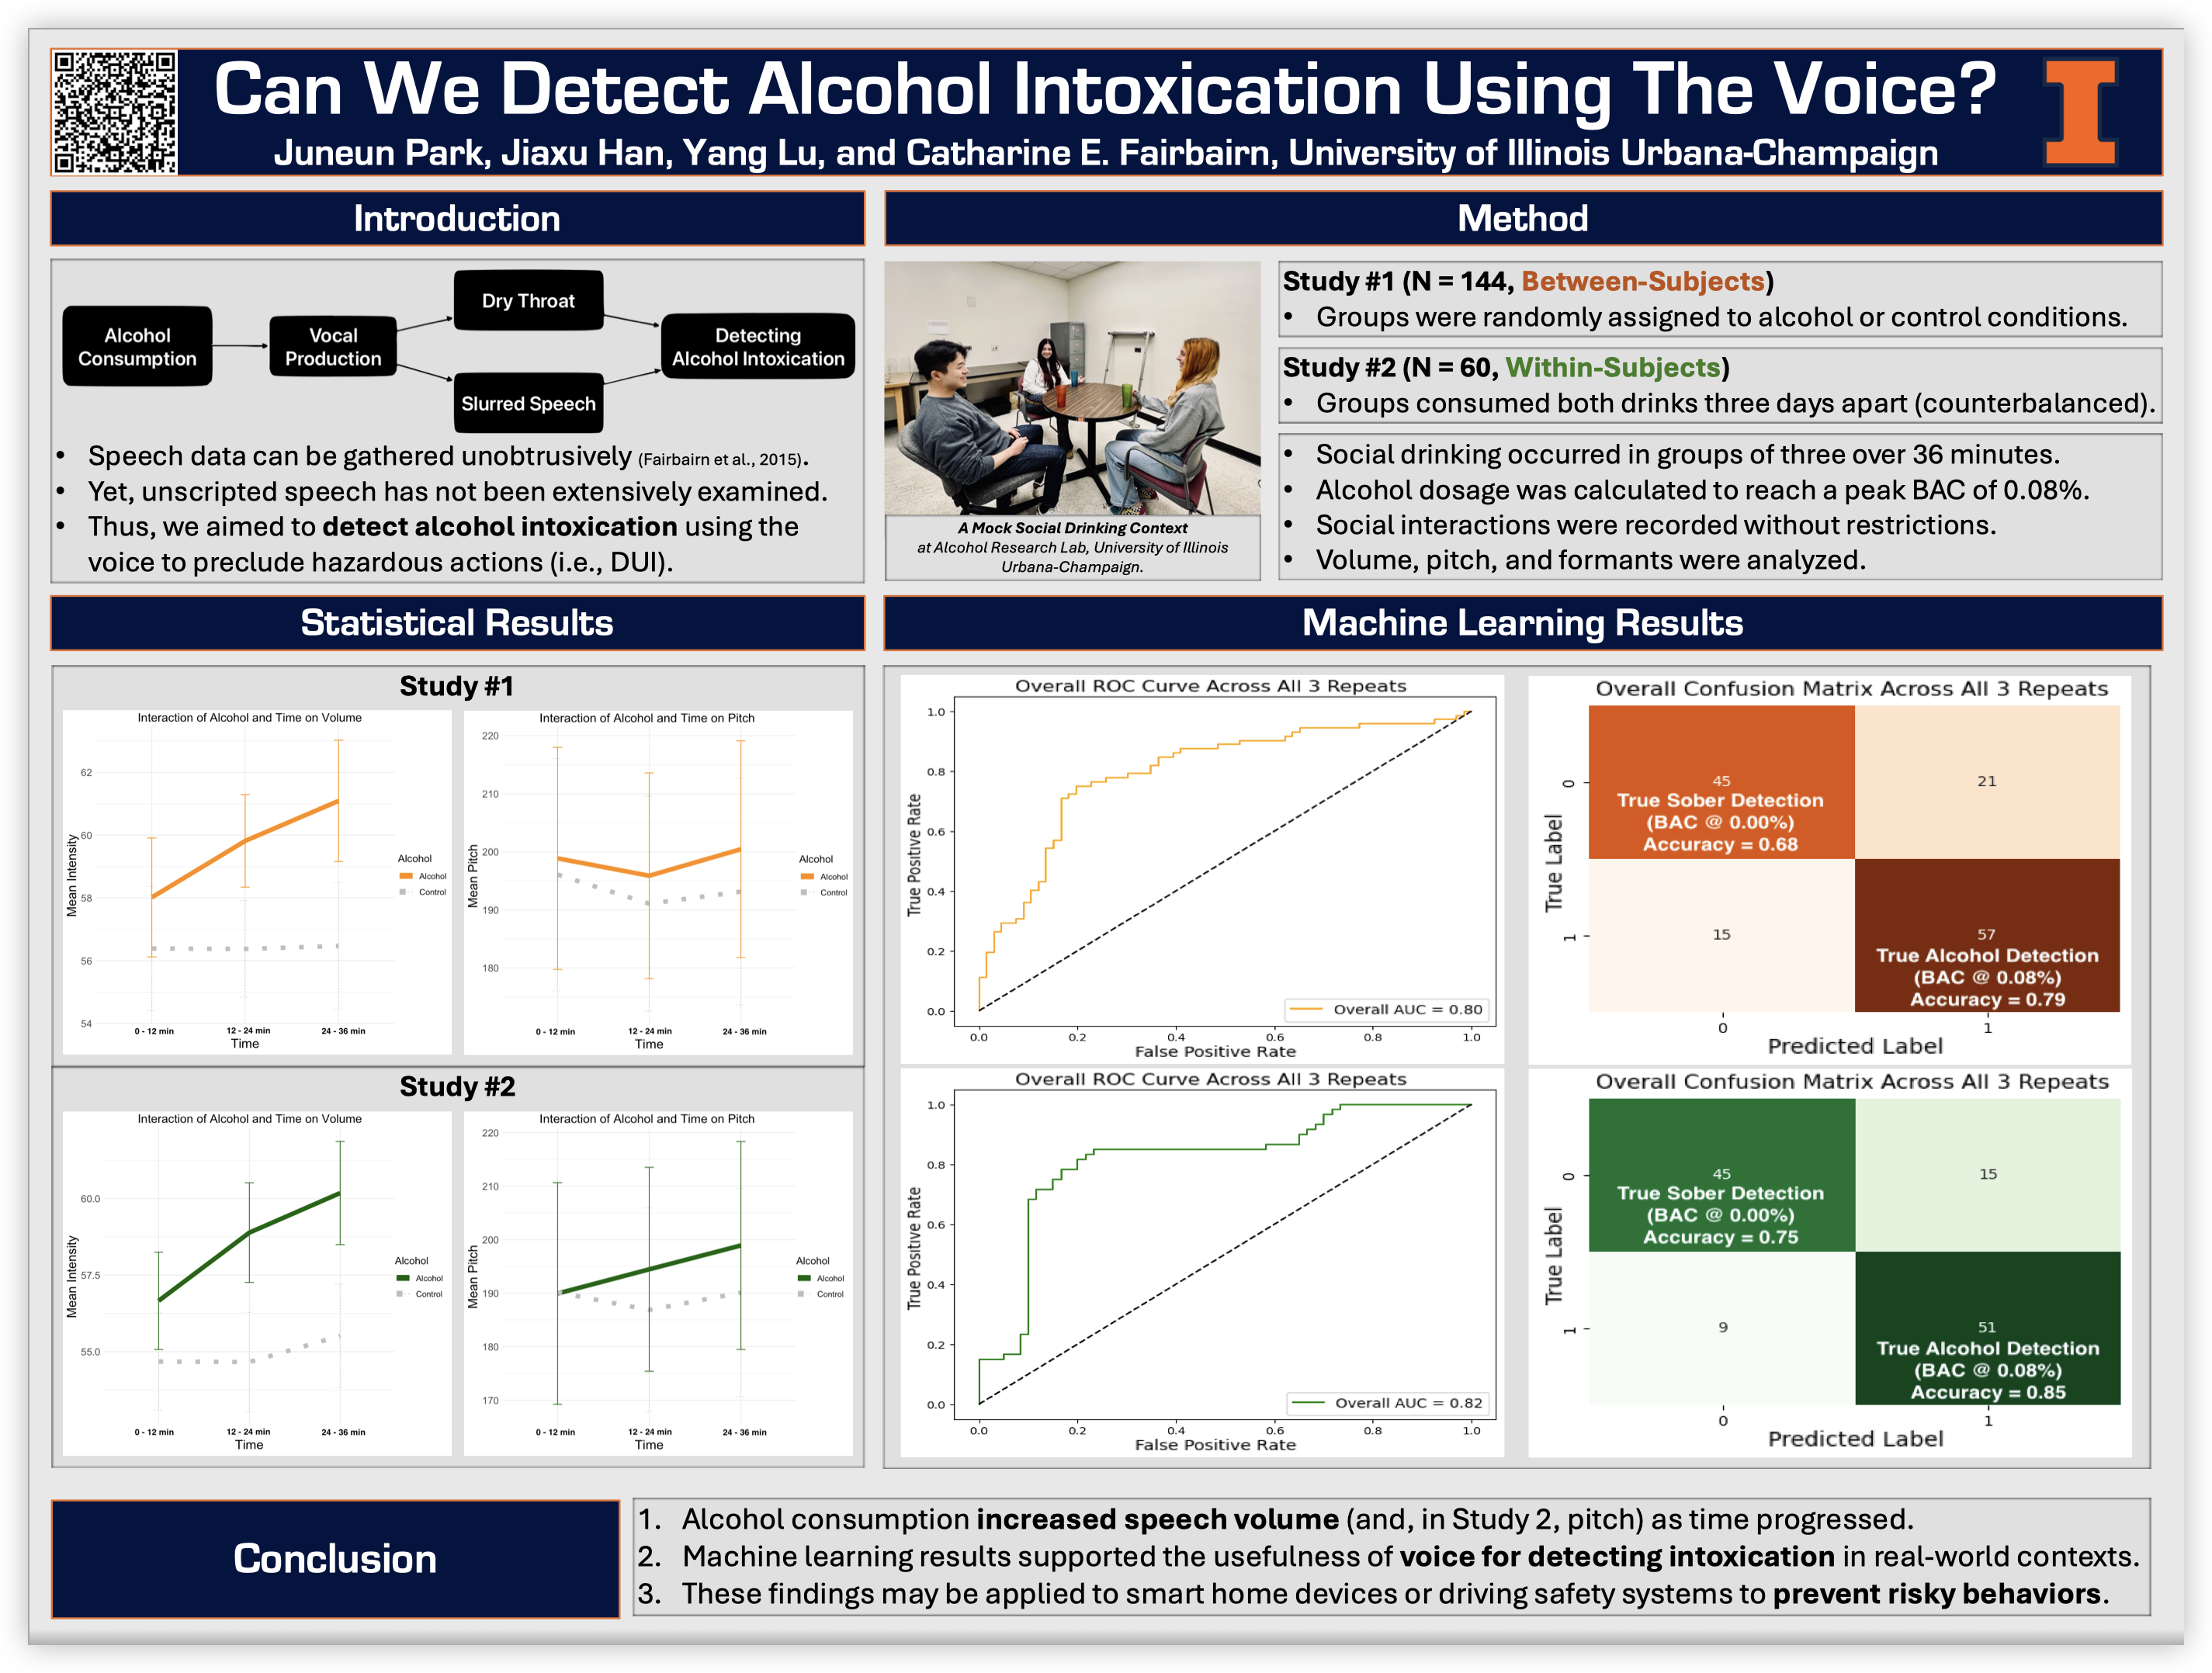 Can We Detect Alcohol Intoxication Using The Voice?
Juneun Park, Jiaxu Han, Yang Lu, and Catharine E. Fairbairn, University of Illinois Urbana-Champaign
Introduction
Alcohol
Consumption
Vocal
Production
Dry Throat
Slurred Speech
Detecting
Alcohol Intoxication
• Speech data can be gathered unobtrusively (Fairbairn et al., 2015).
• Yet, unscripted speech has not been extensively examined.
• Thus, we aimed to detect alcohol intoxication using the
voice to preclude hazardous actions (i.e., DUI).
Method
A Mock Social Drinking Context
at Alcohol Research Lab, University of Illinois
Urbana-Champaign.
Study #1 (N = 144, Between-Subjects)
• Groups were randomly assigned to alcohol or control conditions.
Study #2 (N = 60, Within-Subjects)
• Groups consumed both drinks three days apart (counterbalanced).
• Social drinking occurred in groups of three over 36 minutes.
• Alcohol dosage was calculated to reach a peak BAC of 0.08%.
• Social interactions were recorded without restrictions.
• Volume, pitch, and formants were analyzed.
Statistical Results
Study #1
Interaction of Alcohol and Time on Volume
Mean Intensity
62
60
58
56
54
0 - 12 min
12 - 24 min
24 - 36 min
Time
Alcohol
Alcohol
Control
Interaction of Alcohol and Time on Pitch
Mean Pitch
220
210
200
190
180
0 - 12 min
12 - 24 min
24 - 36 min
Time
Alcohol
Alcohol
Control
Study #2
Interaction of Alcohol and Time on Volume
Mean Intensity
60.0
57.5
55.0
0 - 12 min
12 - 24 min
24 - 36 min
Time
Alcohol
Alcohol
Control
Interaction of Alcohol and Time on Pitch
Mean Pitch
220
210
200
190
180
170
0 - 12 min
12 - 24 min
24 - 36 min
Time
Alcohol
Alcohol
Control
Machine Learning Results
Overall ROC Curve Across All 3 Repeats
True Positive Rate
1.0
0.8
0.6
0.4
0.2
0.0
Overall AUC = 0.80
0.0 0.2 0.4 0.6 0.8 1.0
False Positive Rate
Overall Confusion Matrix Across All 3 Repeats
True Label
0
1
45
True Sober Detection
(BAC @ 0.00%)
Accuracy = 0.68
21
15
57
True Alcohol Detection
(BAC @ 0.08%)
Accuracy = 0.79
0
1
Predicted Label
Overall ROC Curve Across All 3 Repeats
True Positive Rate
1.0
0.8
0.6
0.4
0.2
0.0
Overall AUC = 0.82
0.0 0.2 0.4 0.6 0.8 1.0
False Positive Rate
Overall Confusion Matrix Across All 3 Repeats
True Label
0
1
45
True Sober Detection
(BAC @ 0.00%)
Accuracy = 0.75
15
9
51
True Alcohol Detection
(BAC @ 0.08%)
Accuracy = 0.85
0
1
Predicted Label
Conclusion
1. Alcohol consumption increased speech volume (and, in Study 2, pitch) as time progressed.
2. Machine learning results supported the usefulness of voice for detecting intoxication in real-world contexts.
3. These findings may be applied to smart home devices or driving safety systems to prevent risky behaviors.